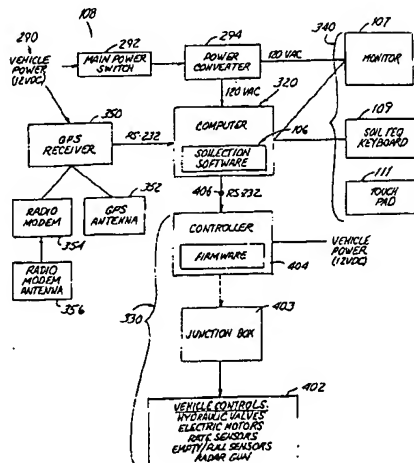 290
108
VEHICLE
POWER
(12VDC)
292
MAIN POWER
SWITCH
294
POWER
CONVERTER
120 VAC
340
107
MONITOR
120 VAC
320
350
GPS
RECEIVER
RS-232
COMPUTER
106
SOILECTION
SOFTWARE
109
SOIL TEQ
KEYBOARD
111
TOUCH
PAD
352
GPS
ANTENNA
RADIO
MODEM
354
RADIO
MODEM
ANTENNA
356
406
RS-232
CONTROLLER
FIRMWARE
404
VEHICLE
POWER
(12VDC)
330
403
JUNCTION
BOX
402
VEHICLE CONTROLS:
HYDRAULIC VALVES
ELECTRIC MOTORS
RATE SENSORS
EMPTY/FULL SENSORS
RADAR GUN